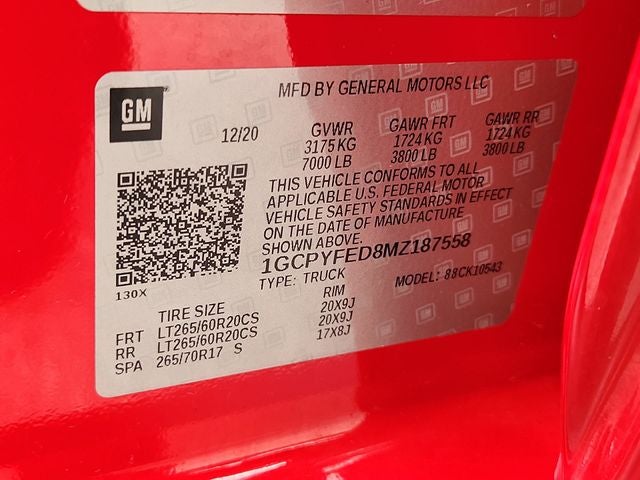 MFD BY GENERAL MOTORS LLC
GM
12/20
GVWR GAWR FRT GAWR RR
3175 KG 1724 KG 1724 KG
7000 LB 3800 LB 3800 LB
THIS VEHICLE CONFORMS TO ALL
APPLICABLE U.S. FEDERAL MOTOR
VEHICLE SAFETY STANDARDS IN EFFECT
ON THE DATE OF MANUFACTURE
SHOWN ABOVE.
1GCPYFED8MZ187558
TYPE: TRUCK MODEL: 88CK10543
130X
TIRE SIZE RIM
FRT LT265/60R20CS 20X9J
RR LT265/60R20CS 20X9J
SPA 265/70R17 S 17X8J